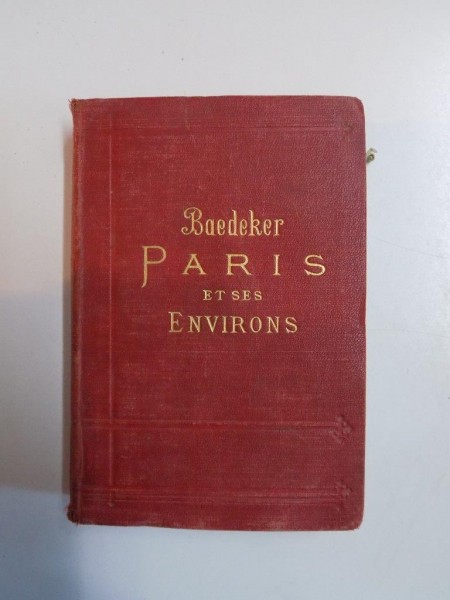 Baedeker
PARIS
ET SES
ENVIRONS